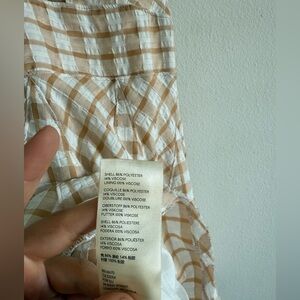 SHELL 86% POLYESTER
14% VISCOSE
LINING 100% VISCOSE
COQUILLE 86% POLYESTER
14% VISCOSE
DOUBLURE 100% VISCOSE
OBERSTOFF 86% POLYESTER
14% VISKOSE
FUTTER 100% VISKOSE
14% VISCOSA
FODERA 100% VISCOSA
EXTERIOR 86% POLIESTER
14% VISCOSA
FORRO 100% VISCOSA